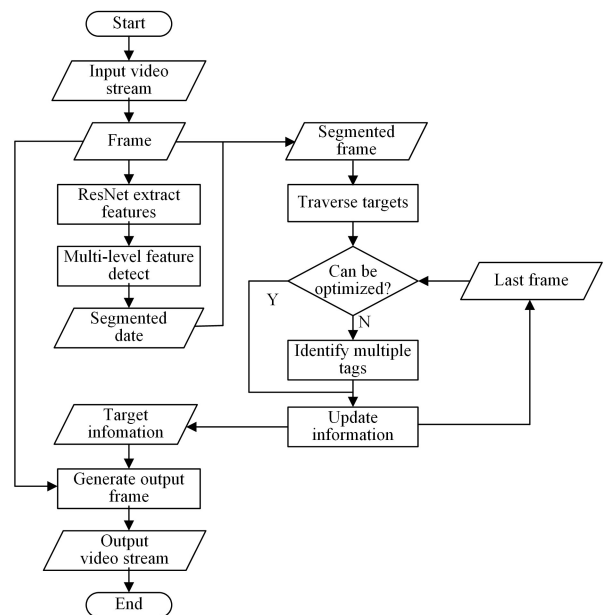 Start
Input video
stream
Frame
ResNet extract
features
Multi-level feature
detect
Segmented
date
Segmented
frame
Traverse targets
Can be
optimized?
Y
N
Last frame
Identify multiple
tags
Update
information
Target
infomation
Generate output
frame
Output
video stream
End